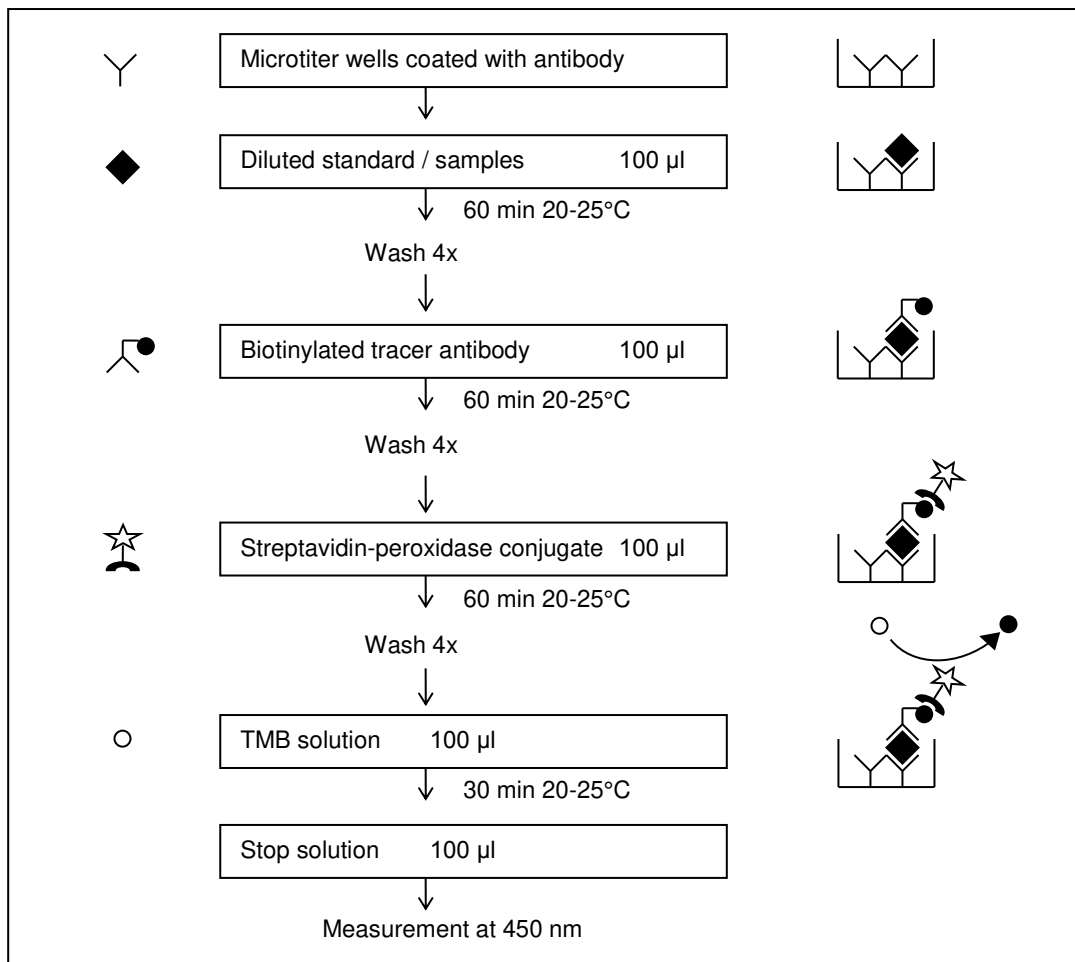 Microtiter wells coated with antibody
Diluted standard / samples 100 µl
60 min 20-25°C
Wash 4x
Biotinylated tracer antibody 100 µl
60 min 20-25°C
Wash 4x
Streptavidin-peroxidase conjugate 100 µl
60 min 20-25°C
Wash 4x
TMB solution 100 µl
30 min 20-25°C
Stop solution 100 µl
Measurement at 450 nm